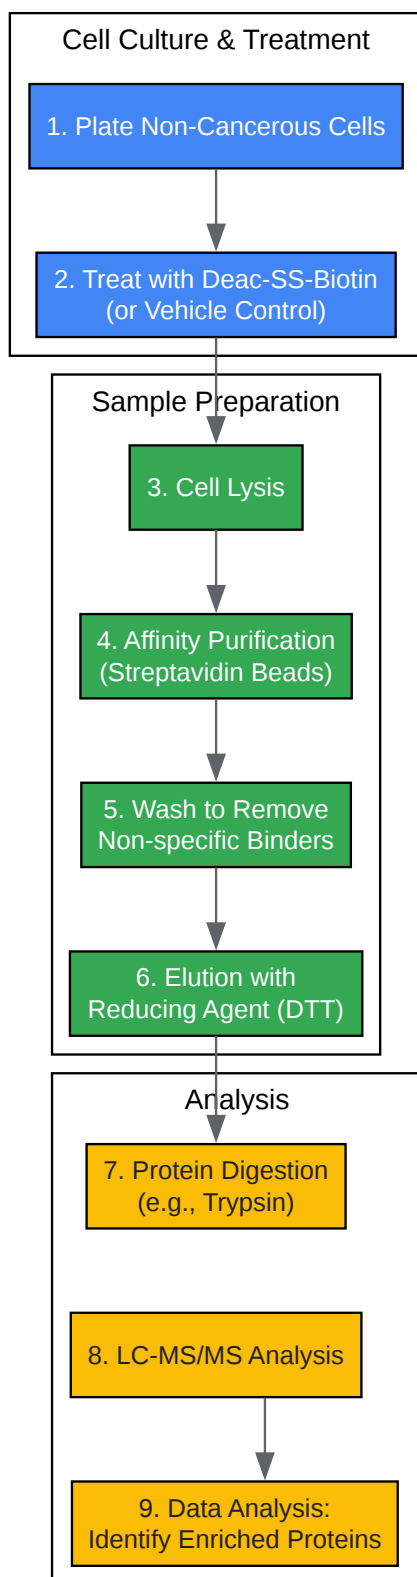 Cell Culture & Treatment
1. Plate Non-Cancerous Cells
2. Treat with Deac-SS-Biotin
(or Vehicle Control)
Sample Preparation
3. Cell Lysis
4. Affinity Purification
(Streptavidin Beads)
5. Wash to Remove
Non-specific Binders
6. Elution with
Reducing Agent (DTT)
Analysis
7. Protein Digestion
(e.g., Trypsin)
8. LC-MS/MS Analysis
9. Data Analysis:
Identify Enriched Proteins